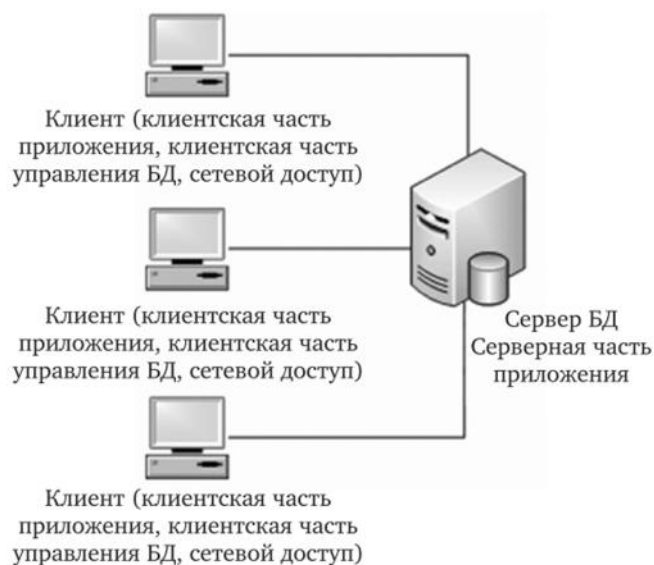 Клиент (клиентская часть
приложения, клиентская часть
управления БД, сетевой доступ)
Клиент (клиентская часть
приложения, клиентская часть
управления БД, сетевой доступ)
Сервер БД
Серверная часть
приложения
Клиент (клиентская часть
приложения, клиентская часть
управления БД, сетевой доступ)